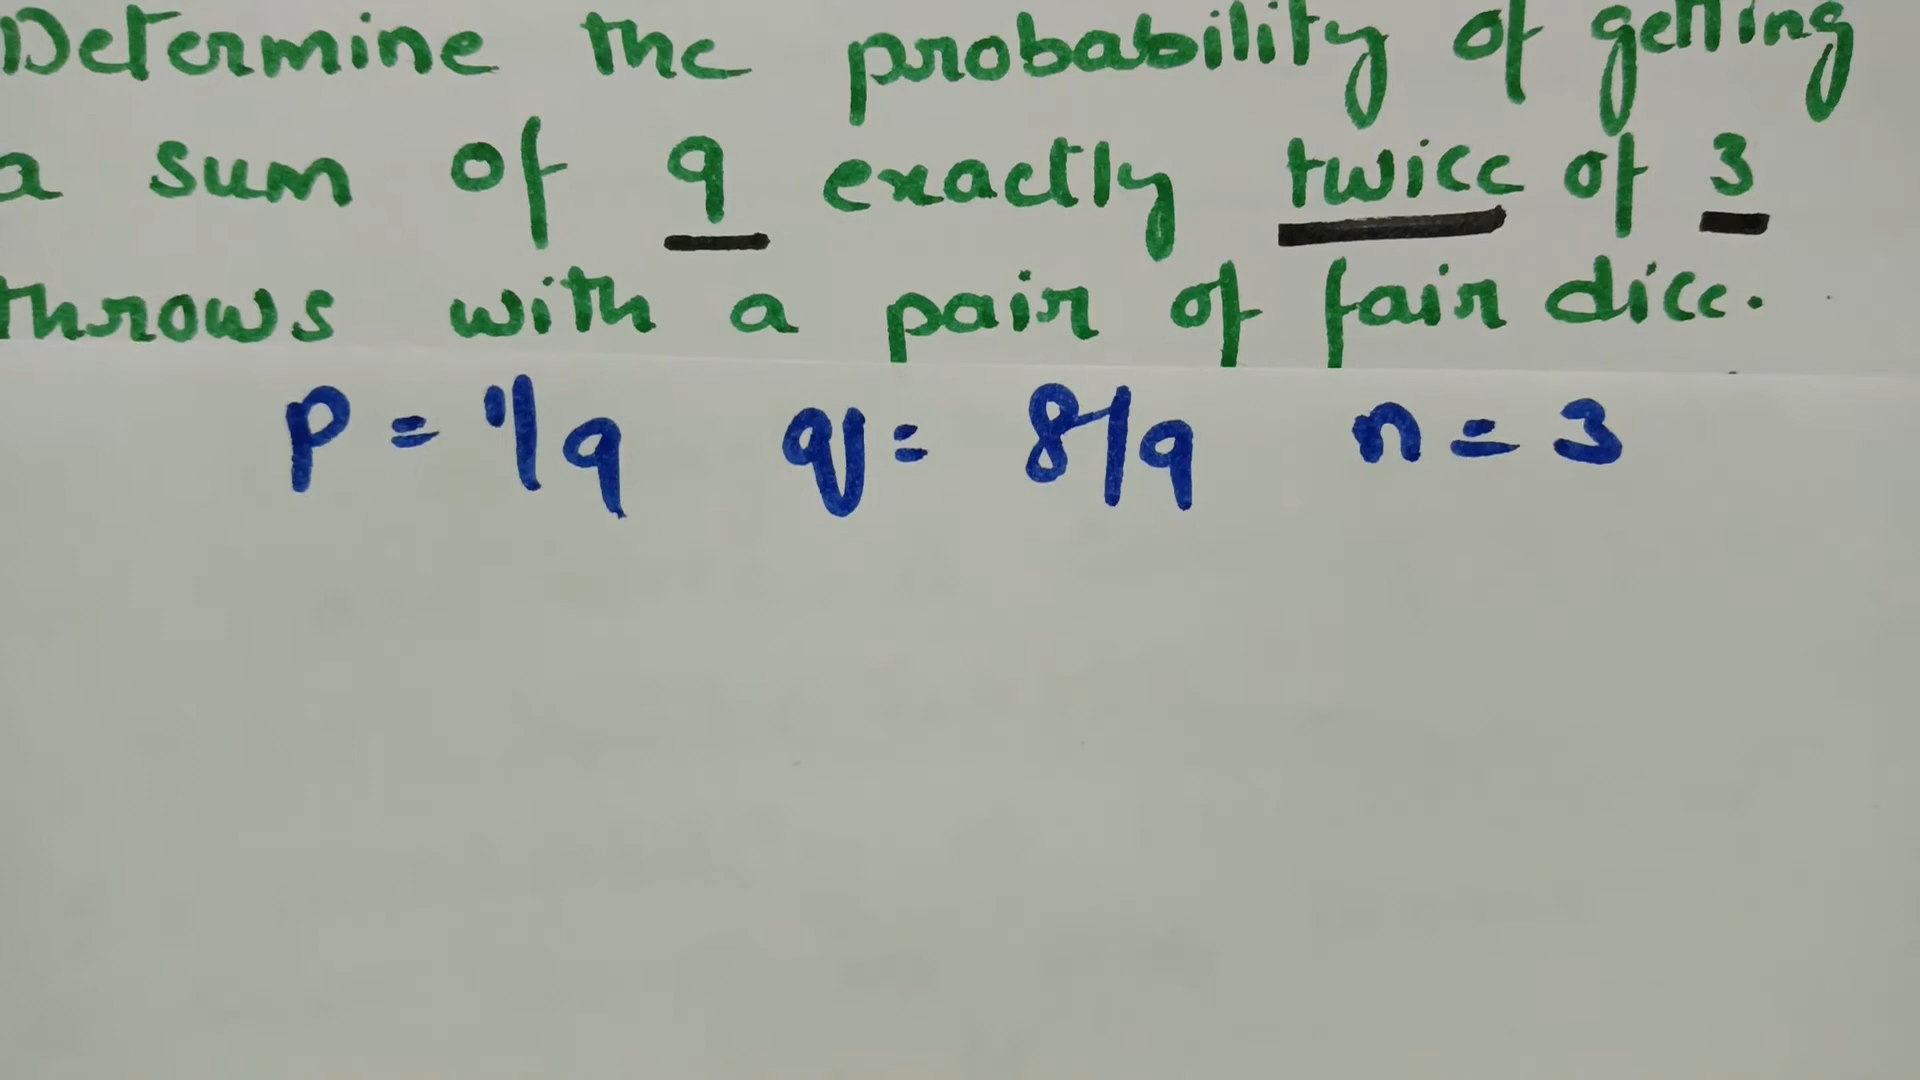 Determine the probability of getting
a sum of 9 exactly twice of 3
throws with a pair of fair dice.
p = 1/9 q = 8/9 n = 3